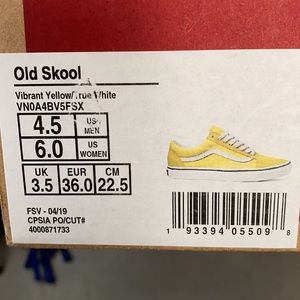 Old Skool
Vibrant Yellow/True White
VN0A4BV5FSX
4.5 US MEN
6.0 US WOMEN
UK EUR CM
3.5 36.0 22.5
FSV - 04/19
CPSIA PO/CUT#
4000871733
1 93394 05509 8